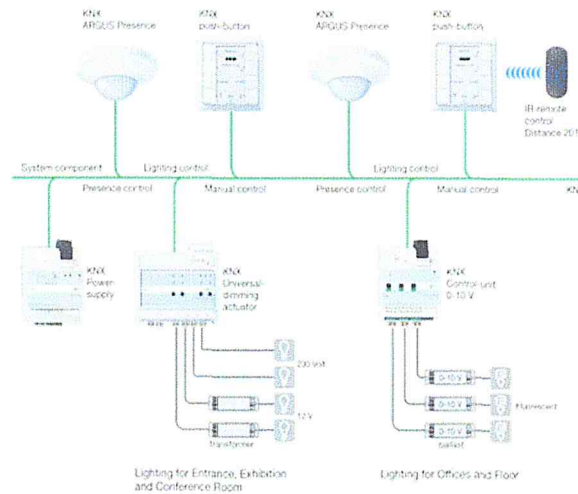 KNX
ARGUS Presence
KNX
push-button
KNX
ARGUS Presence
KNX
push-button
IR-remote
control
Distance 20
System component
Lighting control
Lighting control
Presence control
Manual control
Presence control
Manual control
KN
KNX
Power-
supply
KNX
Universal-
dimming
actuator
KNX
Control-unit
0-10 V
230 Volt
12 V
transformer
0-10 V
0-10 V
0-10 V
fluorescent
ballast
Lighting for Entrance, Exhibition
and Conference Room
Lighting for Offices and Floor